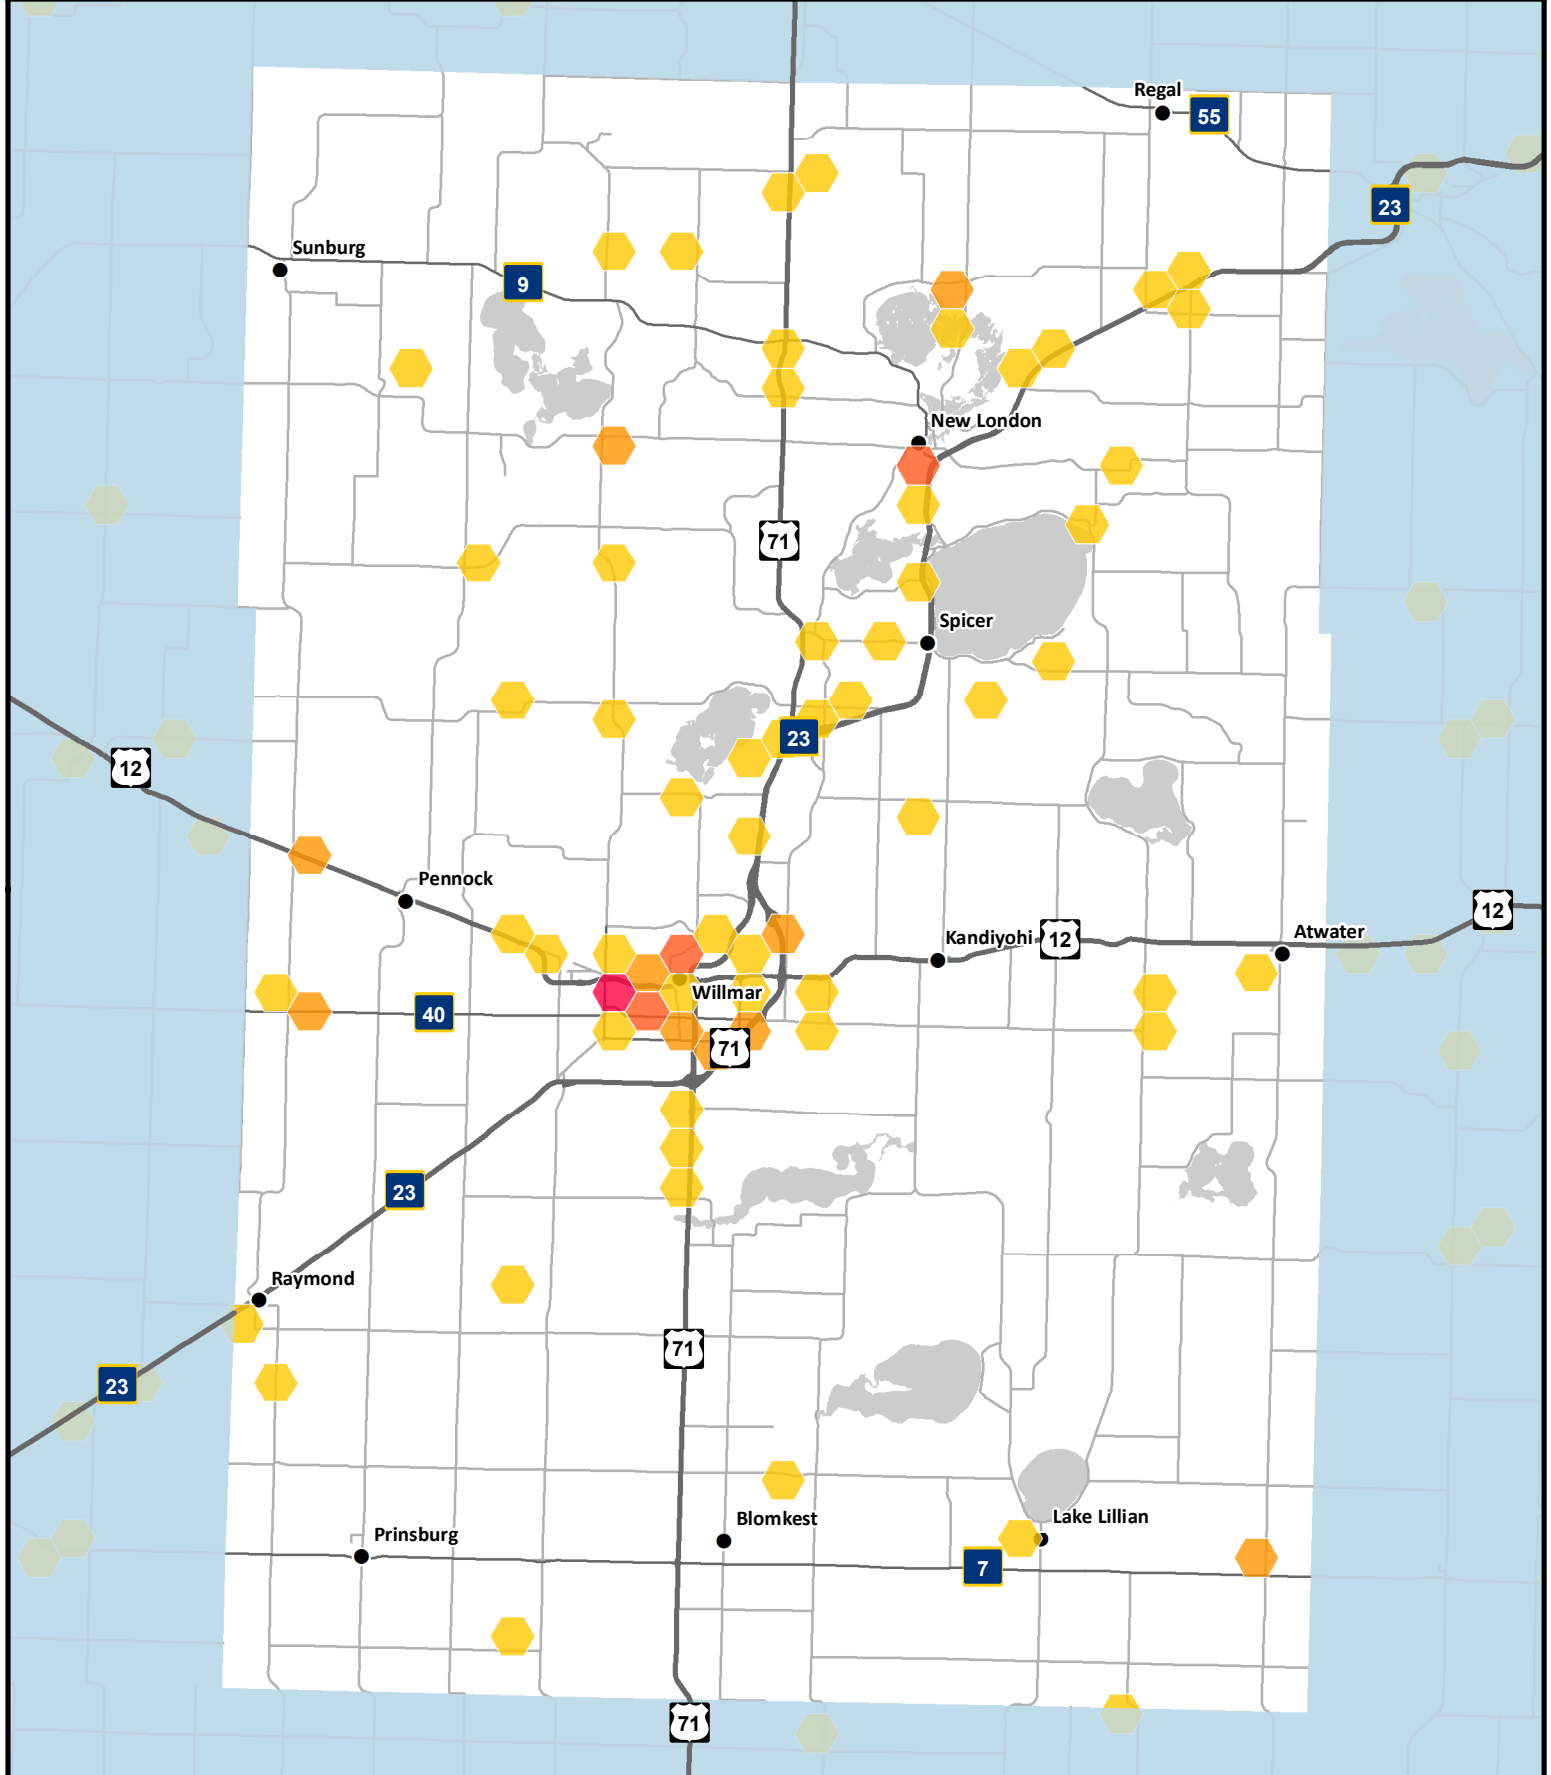 Regal
55
23
Sunburg
9
New London
71
Spicer
23
12
Pennock
12
Kandiyohi
12
Atwater
Willmar
40
71
23
Raymond
71
23
Blomkest
Lake Lillian
Prinsburg
7
71